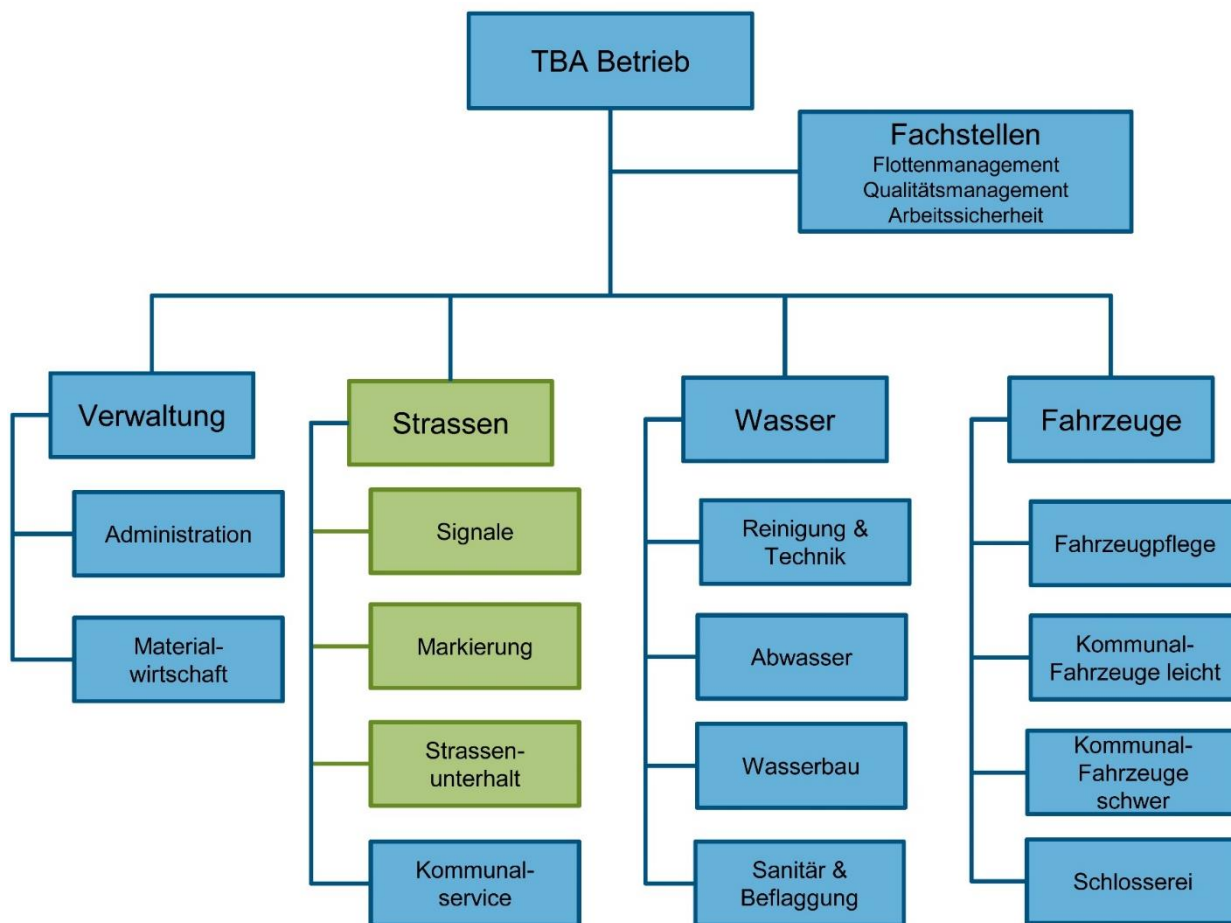 TBA Betrieb
Fachstellen
Flottenmanagement
Qualitätsmanagement
Arbeitssicherheit
Verwaltung
Administration
Material-
wirtschaft
Strassen
Signale
Markierung
Strassen-
unterhalt
Kommunal-
service
Wasser
Reinigung &
Technik
Abwasser
Wasserbau
Sanitär &
Beflaggung
Fahrzeuge
Fahrzeugpflege
Kommunal-
Fahrzeuge leicht
Kommunal-
Fahrzeuge
schwer
Schlosserei